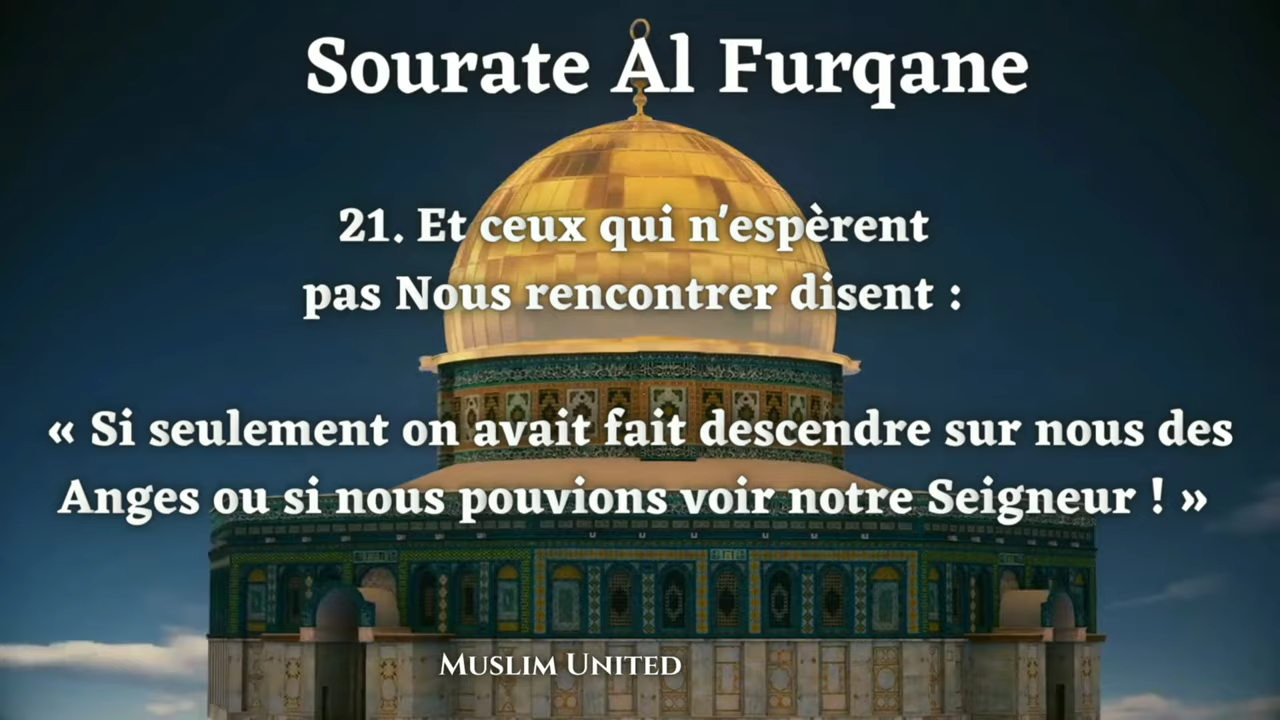 Sourate Al Furqane
21. Et ceux qui n'espèrent
pas Nous rencontrer disent :
« Si seulement on avait fait descendre sur nous des
Anges ou si nous pouvions voir notre Seigneur ! »
Muslim United